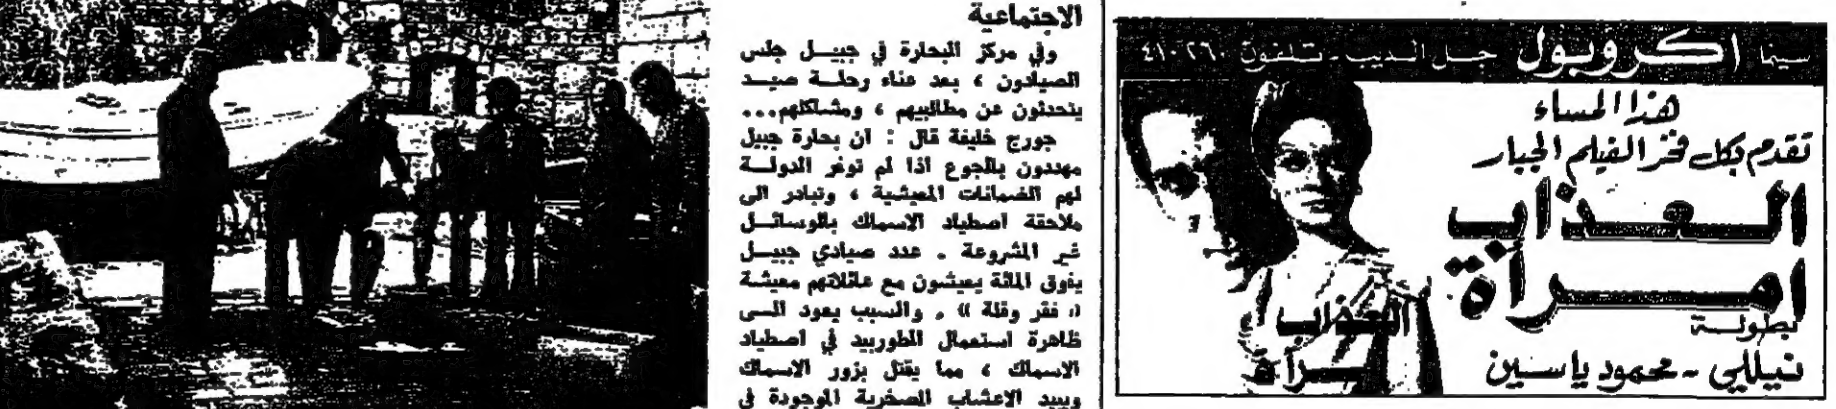 الاجتماعية
وفي مركز البحارة في جبيل جلس
الصيادون ، بعد عناء رحلة صيد
يتحدثون عن مطالبهم ، ومشاكلهم...
جورج خليفة قال : ان بحارة جبيل
مهددون بالجوع اذا لم توفر الدولة
لهم الضمانات المعيشية ، وتبادر الى
ملاحقة اصطياد الاسماك بالوسائل
غير المشروعة . عدد صيادي جبيل
يفوق المائة يعيشون مع عائلاتهم معيشة
« فقر وقلة » . والسبب يعود الى
ظاهرة استعمال الطوربيد في اصطياد
الاسماك ، مما يقتل بزور الاسماك
ويبيد الاعشاب الصخرية الموجودة في
سينما اكروبول جل الديب - تلفون ٤١٠٢٦٠
هذا المساء
تقدم بكل فخر الفيلم الجبار
العذاب
امرأة
بطولة
نيللي - محمود ياسين
العذاب
امرأة